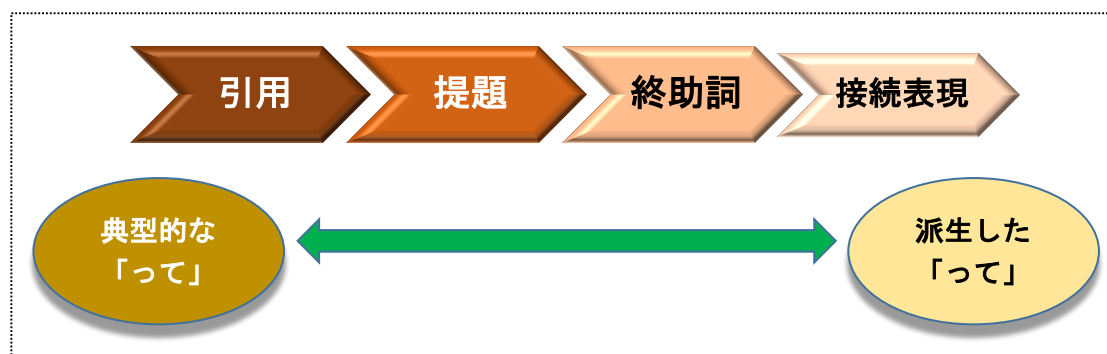 引用
提題
終助詞
接続表現
典型的な
「って」
派生した
「って」